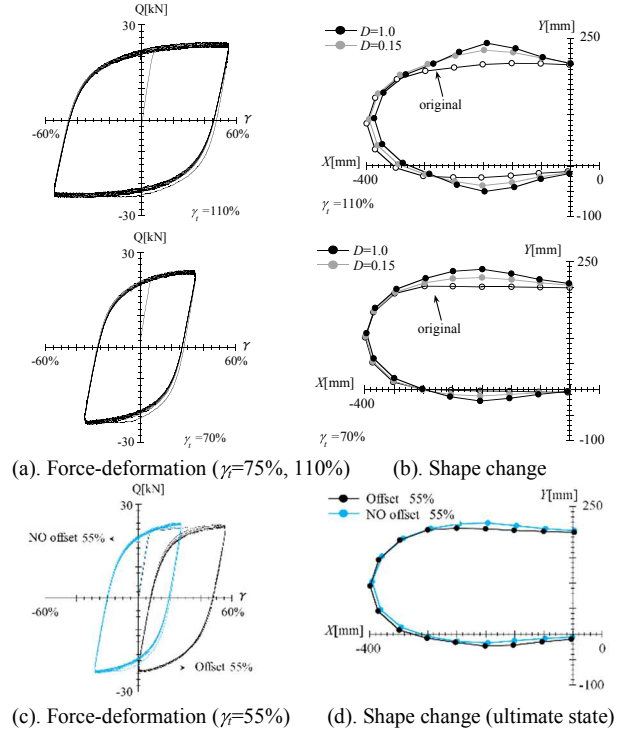 Q[kN]
30
-60%
60%
γ
-30
γt =110%
D=1.0
D=0.15
Y[mm]
250
original
X[mm]
-400
0
-100
γt =110%
Q[kN]
30
-60%
60%
γ
-30
γt =70%
D=1.0
D=0.15
Y[mm]
250
original
X[mm]
-400
-100
γt =70%
(a). Force-deformation (γt=75%, 110%)
(b). Shape change
Q[kN]
30
NO offset 55%
γ
-60%
60%
Offset 55%
-30
Offset 55%
NO offset 55%
Y[mm]
250
X[mm]
-400
0
-100
(c). Force-deformation (γt=55%)
(d). Shape change (ultimate state)